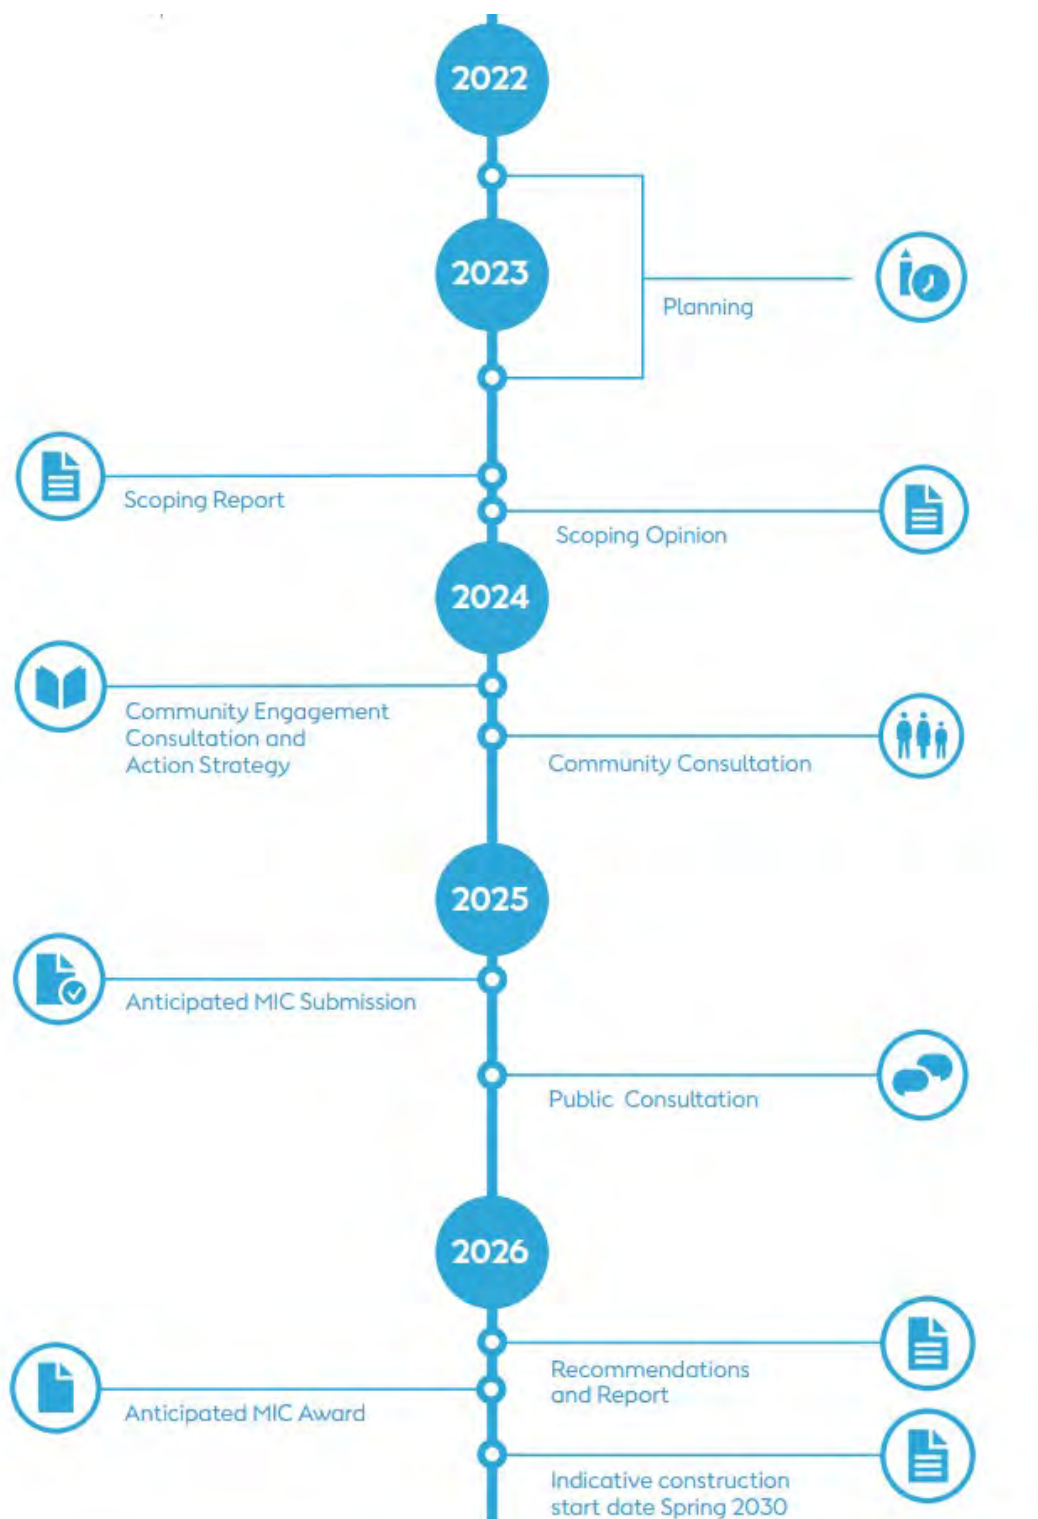 2022
2023
Planning
Scoping Report
Scoping Opinion
2024
Community Engagement
Consultation and
Action Strategy
Community Consultation
2025
Anticipated MIC Submission
Public Consultation
2026
Recommendations
and Report
Anticipated MIC Award
Indicative construction
start date Spring 2030